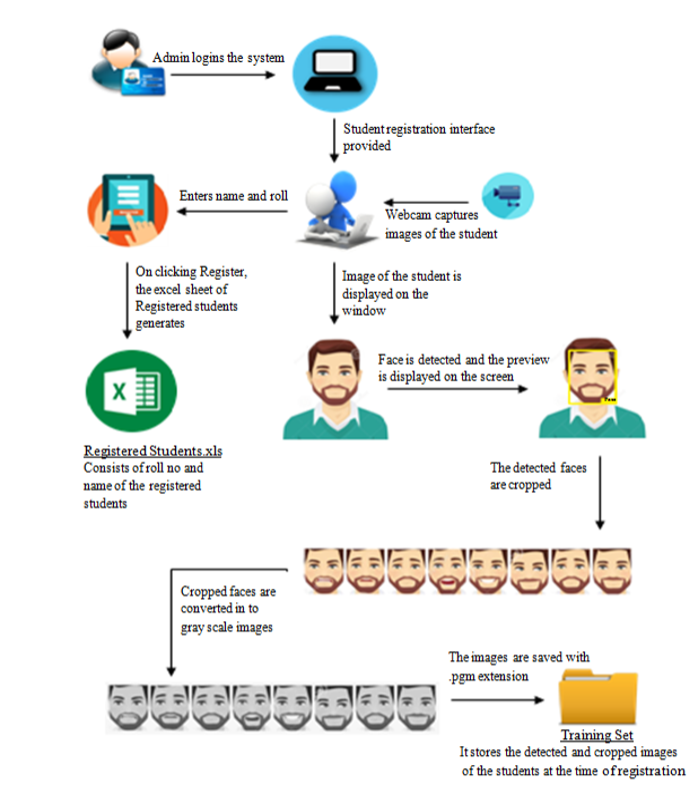 Admin logins the system
Student registration interface
provided
Enters name and roll
Webcam captures
images of the student
On clicking Register,
the excel sheet of
Registered students
generates
Image of the student is
displayed on the
window
Face is detected and the preview
is displayed on the screen
X
Registered Students.xls
Consists of roll no and
name of the registered
students
The detected faces
are cropped
Cropped faces are
converted in to
gray scale images
The images are saved with
.pgm extension
Training Set
It stores the detected and cropped images
of the students at the time of registration